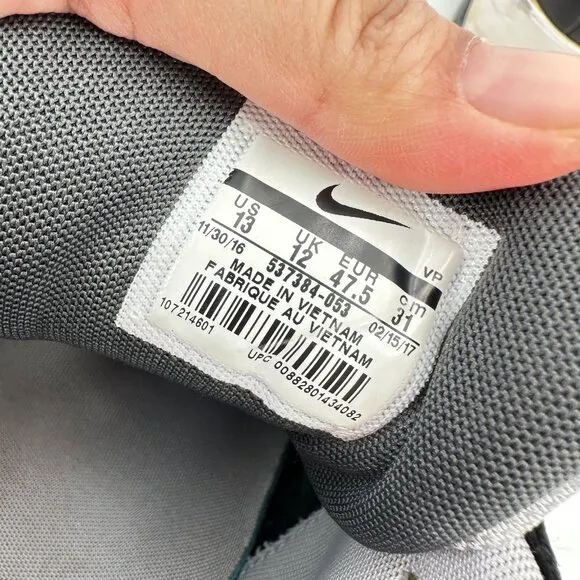 US UK EUR cm VP
13 12 47.5 31
11/30/16 537384-053 02/15/17
MADE IN VIETNAM
FABRIQUE AU VIETNAM
107214601
UPC 00882801434082